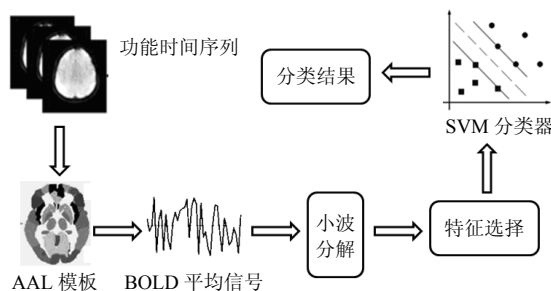 功能时间序列
分类结果
SVM 分类器
AAL 模板
BOLD 平均信号
小波
分解
特征选择